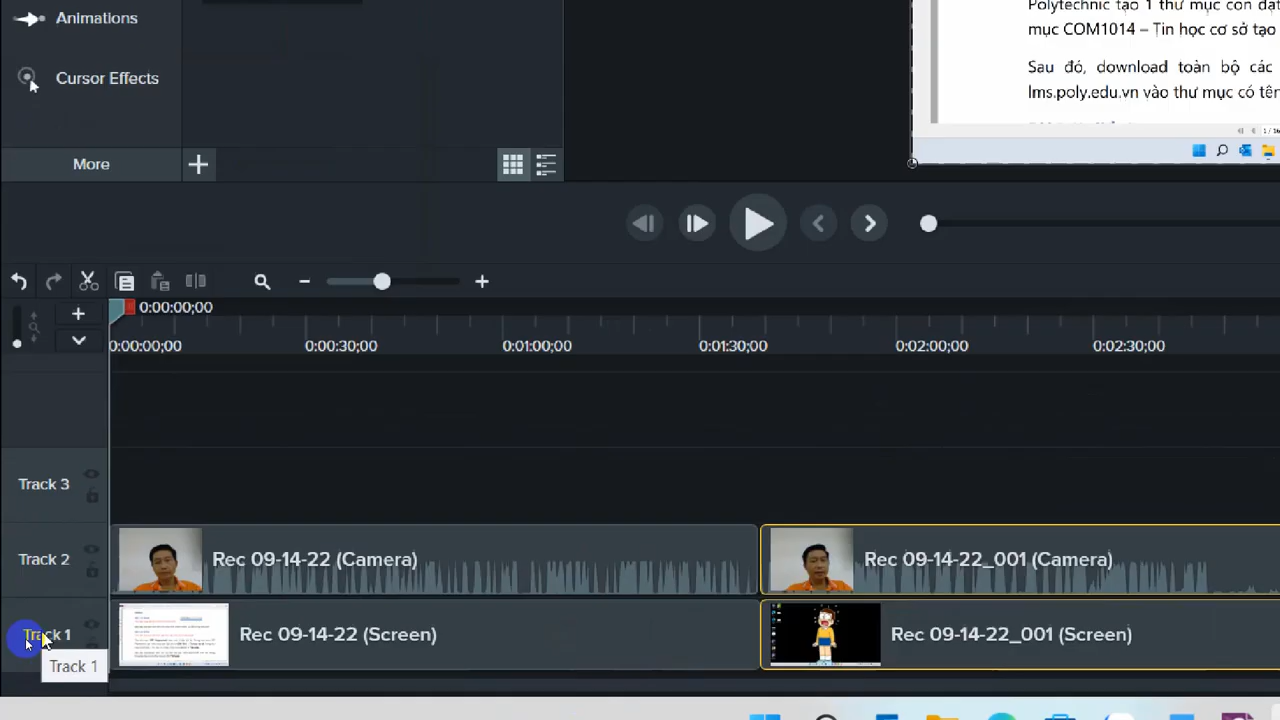 Animations
Polytechnic tạo 1 thư mục con đặt
mục COM1014 – Tin học cơ sở tạo
Cursor Effects
Sau đó, download toàn bộ các
lms.poly.edu.vn vào thư mục có tên
More
0:00:00;00
0:00:00;00 0:00:30;00 0:01:00;00 0:01:30;00 0:02:00;00 0:02:30;00
Track 3
Track 2
Rec 09-14-22 (Camera)
Rec 09-14-22_001 (Camera)
Track 1
Rec 09-14-22 (Screen)
Rec 09-14-22_001 (Screen)
Track 1